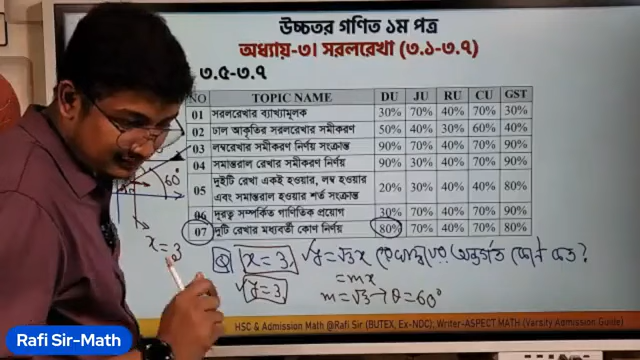 উচ্চতর গণিত ১ম পত্র
অধ্যায়-৩। সরলরেখা (৩.১-৩.৭)
৩.৫-৩.৭
NO TOPIC NAME DU JU RU CU GST
01 সরলরেখার ব্যাখ্যামূলক 30% 70% 40% 70% 30%
02 ঢাল আকৃতির সরলরেখার সমীকরণ 50% 40% 30% 60% 40%
03 লম্বরেখার সমীকরণ নির্ণয় সংক্রান্ত 90% 70% 40% 70% 90%
04 সমান্তরাল রেখার সমীকরণ নির্ণয় 90% 30% 40% 70% 90%
05 দুইটি রেখা একই হওয়ার, লম্ব হওয়ার এবং সমান্তরাল হওয়ার শর্ত সংক্রান্ত 20% 30% 40% 40% 80%
06 দূরত্ব সম্পর্কিত গাণিতিক প্রয়োগ 30% 70% 40% 70% 90%
07 দুটি রেখার মধ্যবর্তী কোণ নির্ণয় 80% 70% 40% 70% 80%
60°
x = 3
Q x = 3, y = √3x অন্তর্গত কোণ কত?
= mx
y = 3
m = √3 → θ = 60°
HSC & Admission Math @Rafi Sir (BUTEX, Ex-NDC); Writer-ASPECT MATH (Varsity Admission Guide)
Rafi Sir-Math